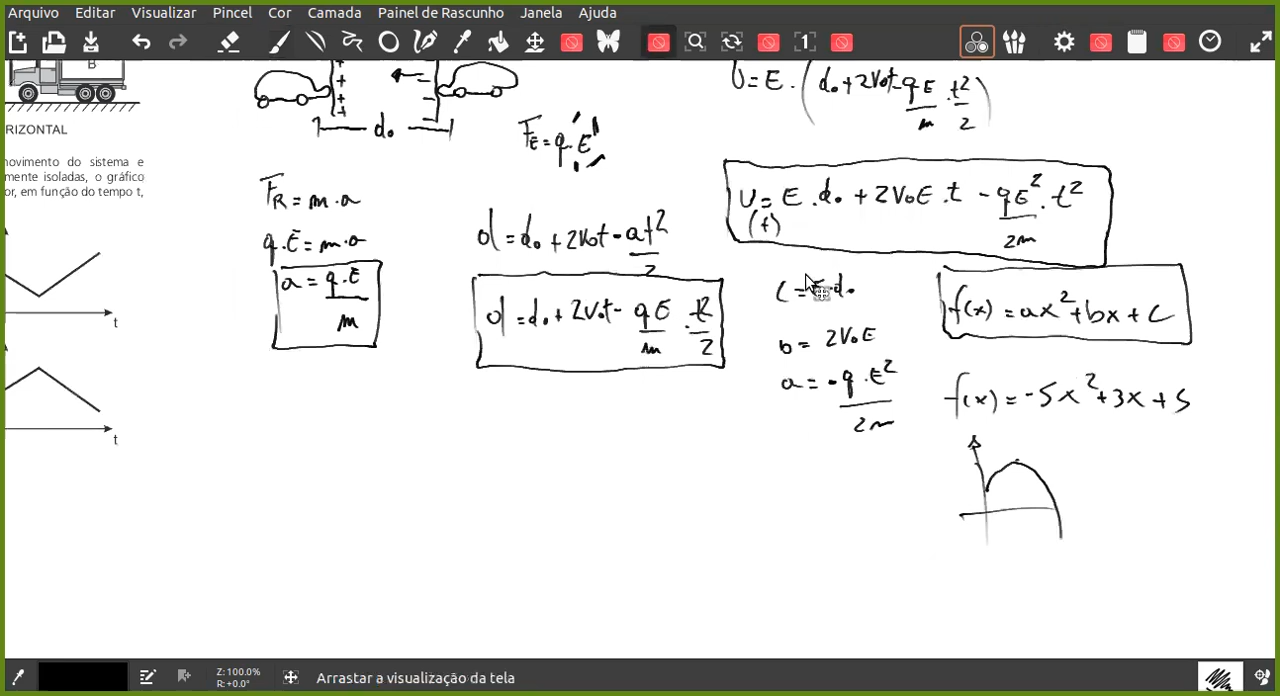 Arquivo Editar Visualizar Pincel Cor Camada Painel de Rascunho Janela Ajuda
1
B
RIZONTAL
novimento do sistema e
mente isoladas, o gráfico
or, em função do tempo t,
t
t
+
+
+
d₀
F_E = q.E
F_R = m.a
q.E = m.a
a = q.E/m
d = d₀ + 2V₀t - at²/2
d = d₀ + 2V₀t - qE/m . t²/2
U = E . (d₀ + 2V₀t - qE/m . t²/2)
U = E . d₀ + 2V₀E . t - qE²/2m . t²
(t)
b = 2V₀E
a = -q.E²/2m
f(x) = ax² + bx + c
f(x) = -5x² + 3x + 5
Z: 100.0%
R: +0.0°
Arrastar a visualização da tela